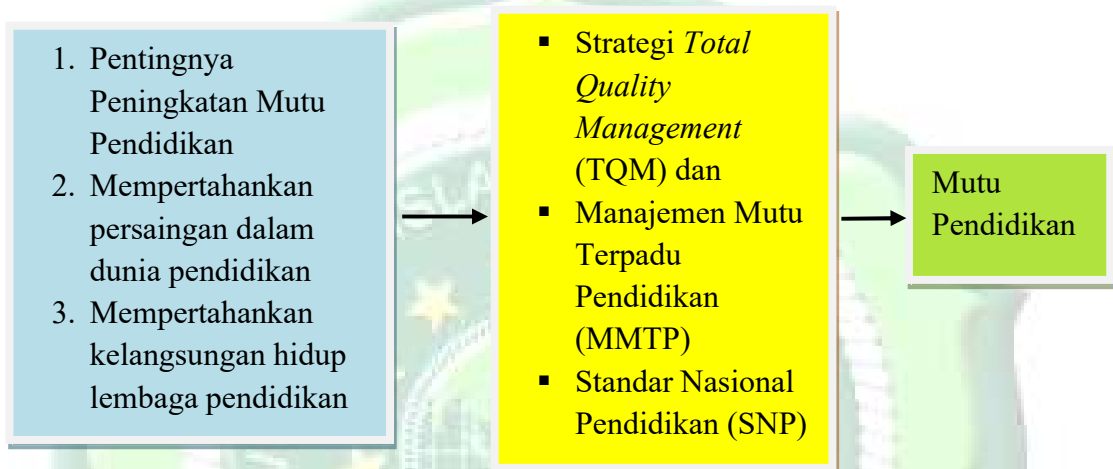 1. Pentingnya
Peningkatan Mutu
Pendidikan
2. Mempertahankan
persaingan dalam
dunia pendidikan
3. Mempertahankan
kelangsungan hidup
lembaga pendidikan
▪ Strategi Total
Quality
Management
(TQM) dan
▪ Manajemen Mutu
Terpadu
Pendidikan
(MMTP)
▪ Standar Nasional
Pendidikan (SNP)
Mutu
Pendidikan